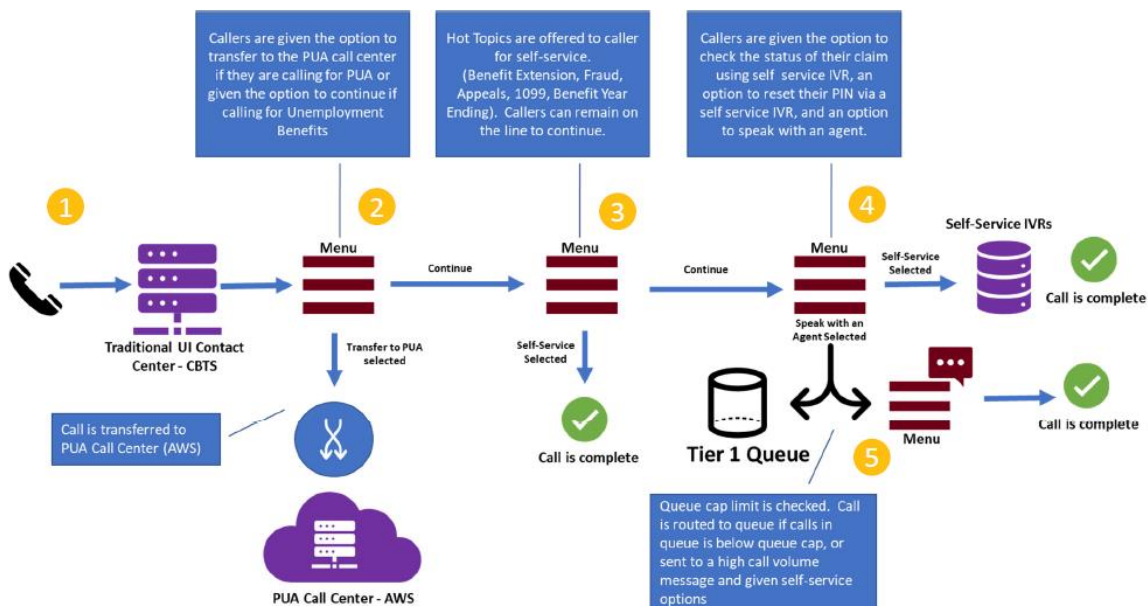 Callers are given the option to
transfer to the PUA call center
if they are calling for PUA or
given the option to continue if
calling for Unemployment
Benefits
Hot Topics are offered to caller
for self-service.
(Benefit Extension, Fraud,
Appeals, 1099, Benefit Year
Ending).  Callers can remain on
the line to continue.
Callers are given the option to
check the status of their claim
using self service IVR, an
option to reset their PIN via a
self service IVR, and an option
to speak with an agent.
1
2
3
4
Menu
Menu
Menu
Self-Service IVRs
Continue
Continue
Self-Service
Selected
Call is complete
Traditional UI Contact
Center - CBTS
Transfer to PUA
selected
Self-Service
Selected
Speak with an
Agent Selected
Call is transferred to
PUA Call Center (AWS)
Call is complete
Tier 1 Queue
Menu
Call is complete
5
Queue cap limit is checked.  Call
is routed to queue if calls in
queue is below queue cap, or
sent to a high call volume
message and given self-service
options
PUA Call Center - AWS